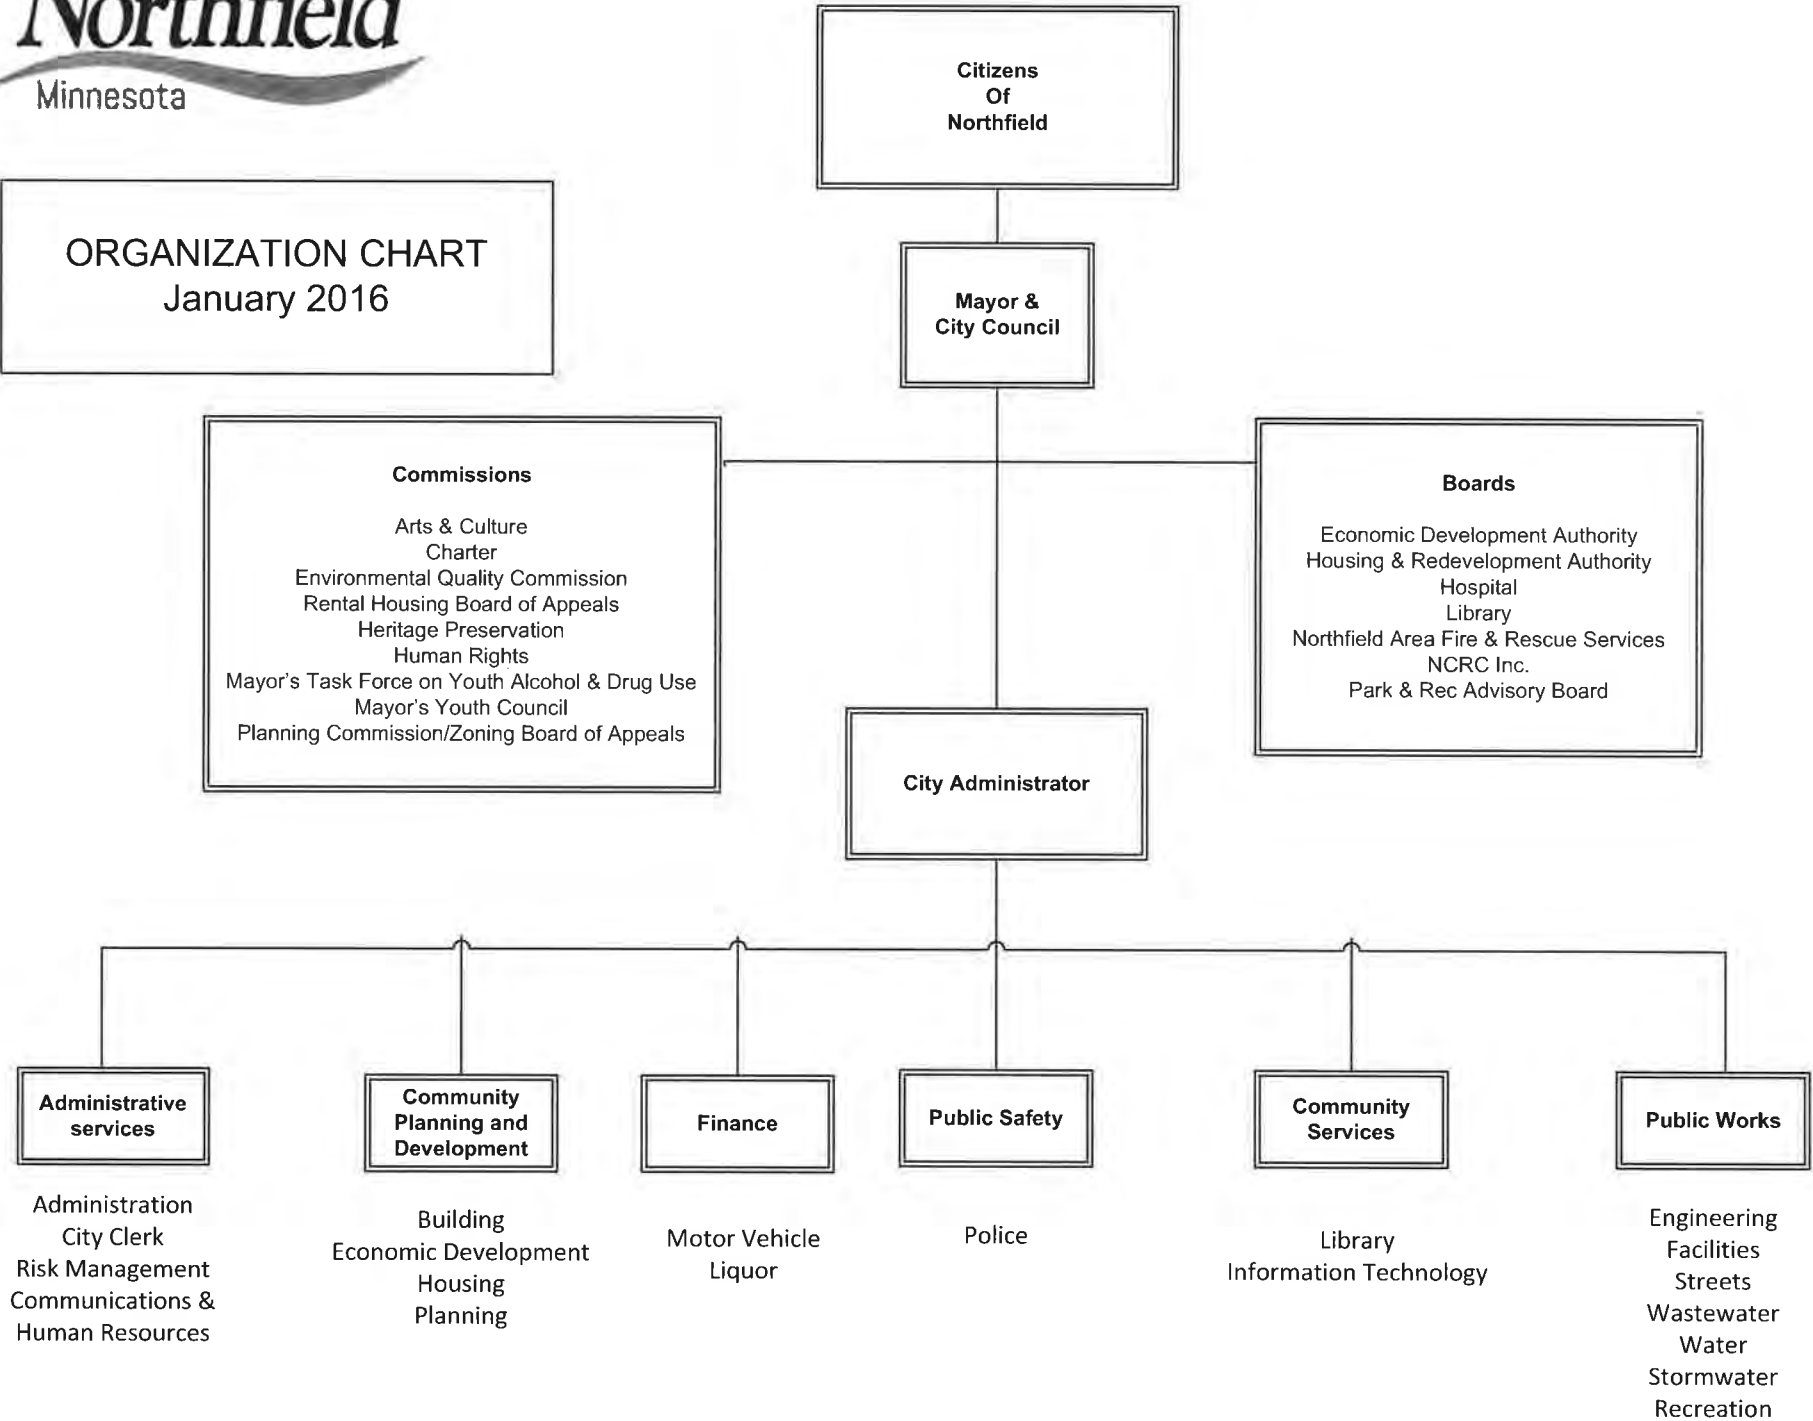 Northfield
Minnesota
ORGANIZATION CHART
January 2016
Citizens
Of
Northfield
Mayor &
City Council
Commissions
Arts & Culture
Charter
Environmental Quality Commission
Rental Housing Board of Appeals
Heritage Preservation
Human Rights
Mayor's Task Force on Youth Alcohol & Drug Use
Mayor's Youth Council
Planning Commission/Zoning Board of Appeals
Boards
Economic Development Authority
Housing & Redevelopment Authority
Hospital
Library
Northfield Area Fire & Rescue Services
NCRC Inc.
Park & Rec Advisory Board
City Administrator
Administrative
services
Administration
City Clerk
Risk Management
Communications &
Human Resources
Community
Planning and
Development
Building
Economic Development
Housing
Planning
Finance
Motor Vehicle
Liquor
Public Safety
Police
Community
Services
Library
Information Technology
Public Works
Engineering
Facilities
Streets
Wastewater
Water
Stormwater
Recreation